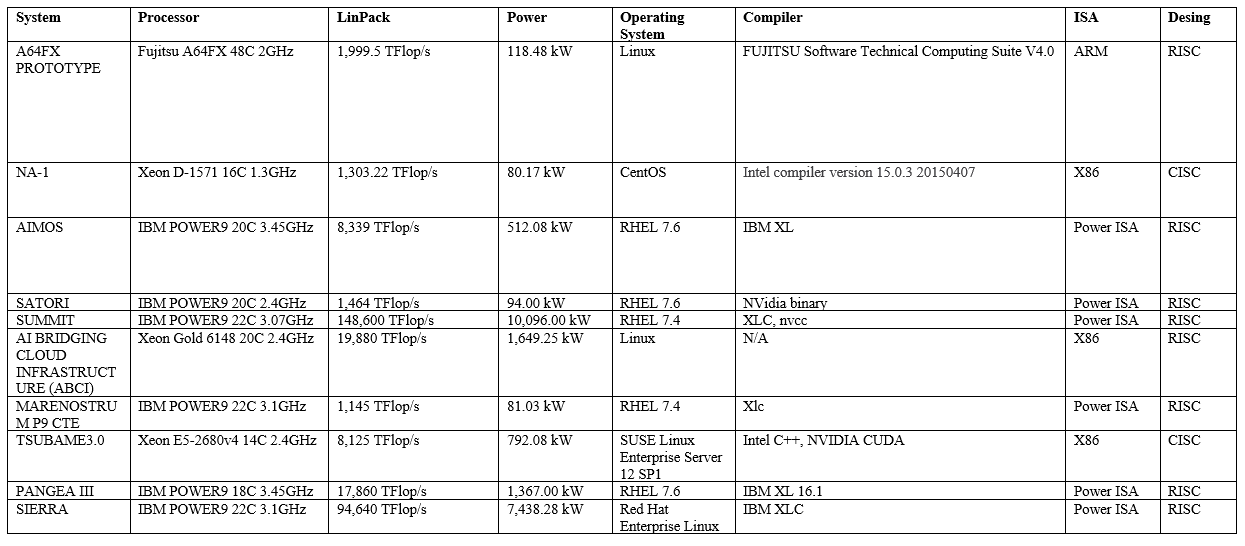 System Processor LinPack Power Operating System Compiler ISA Desing
A64FX PROTOTYPE Fujitsu A64FX 48C 2GHz 1,999.5 TFlop/s 118.48 kW Linux FUJITSU Software Technical Computing Suite V4.0 ARM RISC
NA-1 Xeon D-1571 16C 1.3GHz 1,303.22 TFlop/s 80.17 kW CentOS Intel compiler version 15.0.3 20150407 X86 CISC
AIMOS IBM POWER9 20C 3.45GHz 8,339 TFlop/s 512.08 kW RHEL 7.6 IBM XL Power ISA RISC
SATORI IBM POWER9 20C 2.4GHz 1,464 TFlop/s 94.00 kW RHEL 7.6 NVidia binary Power ISA RISC
SUMMIT IBM POWER9 22C 3.07GHz 148,600 TFlop/s 10,096.00 kW RHEL 7.4 XLC, nvcc Power ISA RISC
AI BRIDGING CLOUD INFRASTRUCTURE (ABCI) Xeon Gold 6148 20C 2.4GHz 19,880 TFlop/s 1,649.25 kW Linux N/A X86 RISC
MARENOSTRUM P9 CTE IBM POWER9 22C 3.1GHz 1,145 TFlop/s 81.03 kW RHEL 7.4 Xlc Power ISA RISC
TSUBAME3.0 Xeon E5-2680v4 14C 2.4GHz 8,125 TFlop/s 792.08 kW SUSE Linux Enterprise Server 12 SP1 Intel C++, NVIDIA CUDA X86 CISC
PANGEA III IBM POWER9 18C 3.45GHz 17,860 TFlop/s 1,367.00 kW RHEL 7.6 IBM XL 16.1 Power ISA RISC
SIERRA IBM POWER9 22C 3.1GHz 94,640 TFlop/s 7,438.28 kW Red Hat Enterprise Linux IBM XLC Power ISA RISC